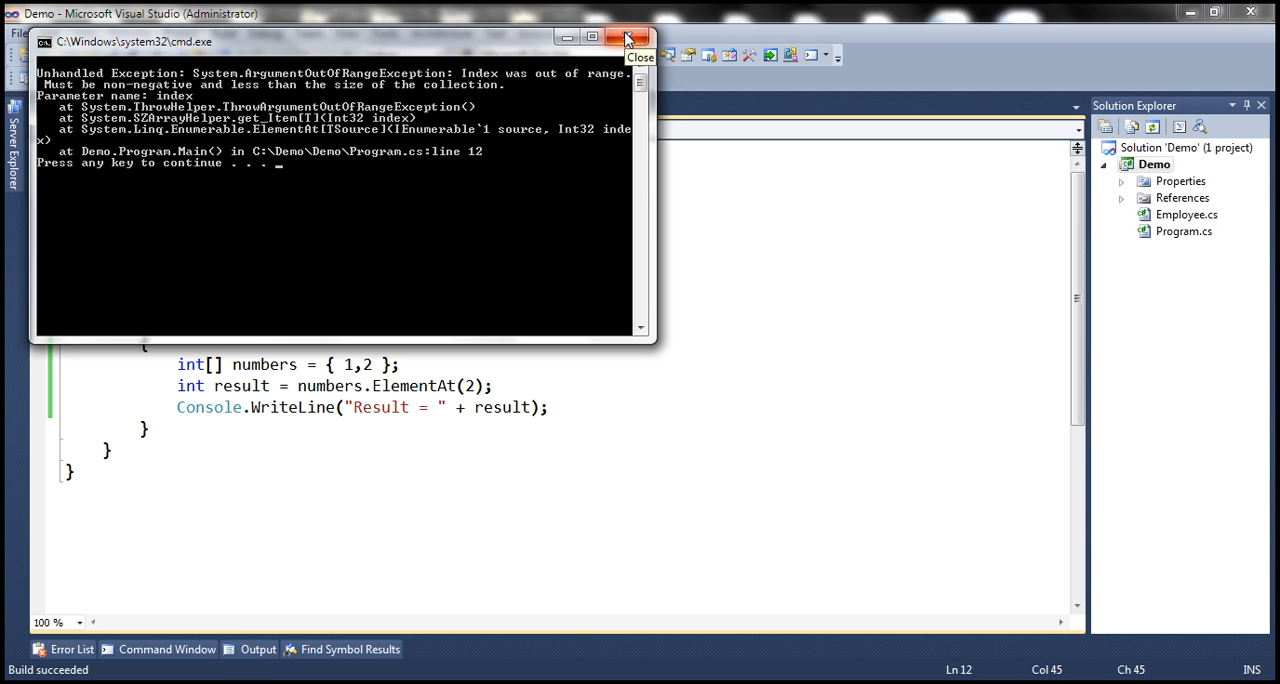 Demo - Microsoft Visual Studio (Administrator)
File
C:\Windows\system32\cmd.exe
Close
Unhandled Exception: System.ArgumentOutOfRangeException: Index was out of range.
Must be non-negative and less than the size of the collection.
Parameter name: index
at System.ThrowHelper.ThrowArgumentOutOfRangeException()
at System.SZArrayHelper.get_Item[T](Int32 index)
at System.Linq.Enumerable.ElementAt[TSource](IEnumerable`1 source, Int32 inde
x)
at Demo.Program.Main() in C:\Demo\Demo\Program.cs:line 12
Press any key to continue . . . _
Server Explorer
{
int[] numbers = { 1,2 };
int result = numbers.ElementAt(2);
Console.WriteLine("Result = " + result);
}
}
}
Solution Explorer
Solution 'Demo' (1 project)
Demo
Properties
References
Employee.cs
Program.cs
100 %
Error List Command Window Output Find Symbol Results
Build succeeded Ln 12 Col 45 Ch 45 INS